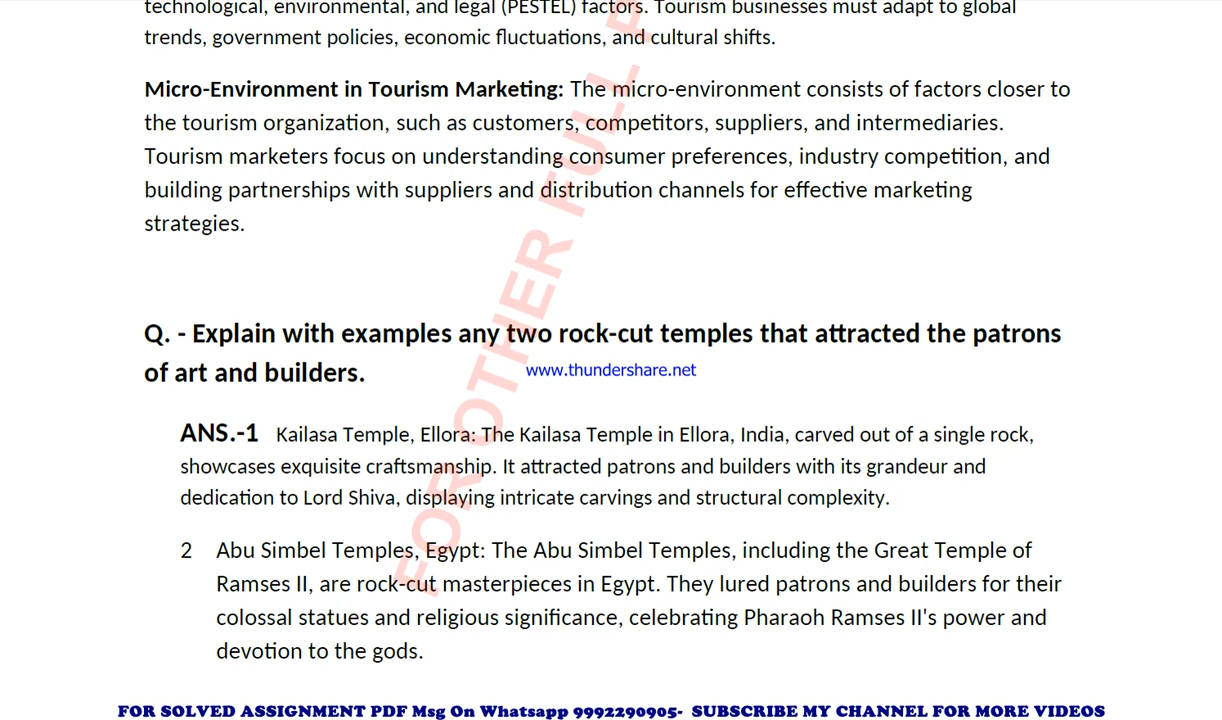 technological, environmental, and legal (PESTEL) factors. Tourism businesses must adapt to global
trends, government policies, economic fluctuations, and cultural shifts.
Micro-Environment in Tourism Marketing: The micro-environment consists of factors closer to
the tourism organization, such as customers, competitors, suppliers, and intermediaries.
Tourism marketers focus on understanding consumer preferences, industry competition, and
building partnerships with suppliers and distribution channels for effective marketing
strategies.
Q. - Explain with examples any two rock-cut temples that attracted the patrons
of art and builders.
www.thundershare.net
ANS.-1 Kailasa Temple, Ellora: The Kailasa Temple in Ellora, India, carved out of a single rock,
showcases exquisite craftsmanship. It attracted patrons and builders with its grandeur and
dedication to Lord Shiva, displaying intricate carvings and structural complexity.
2 Abu Simbel Temples, Egypt: The Abu Simbel Temples, including the Great Temple of
Ramses II, are rock-cut masterpieces in Egypt. They lured patrons and builders for their
colossal statues and religious significance, celebrating Pharaoh Ramses II's power and
devotion to the gods.
FOR OTHER FULL P
FOR SOLVED ASSIGNMENT PDF Msg On Whatsapp 9992290905- SUBSCRIBE MY CHANNEL FOR MORE VIDEOS